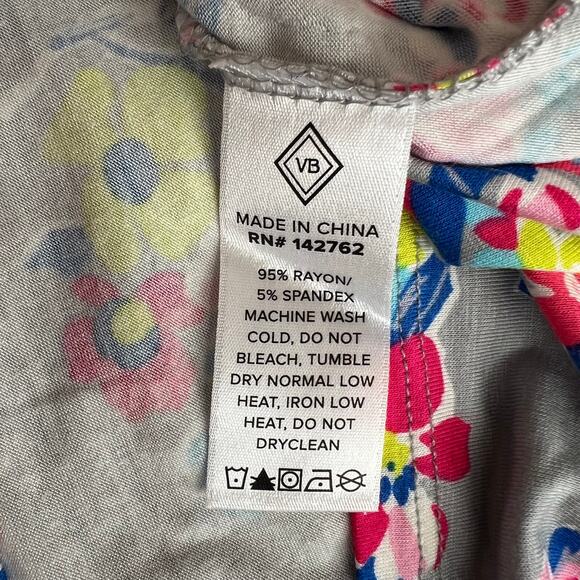 VB
MADE IN CHINA
RN# 142762
95% RAYON/
5% SPANDEX
MACHINE WASH
COLD, DO NOT
BLEACH, TUMBLE
DRY NORMAL LOW
HEAT, IRON LOW
HEAT, DO NOT
DRYCLEAN